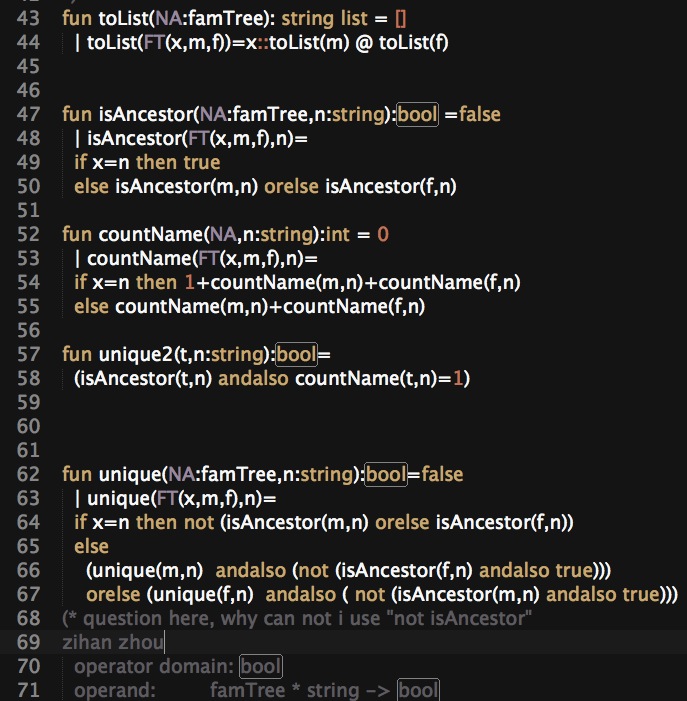 43 fun toList(NA:famTree): string list = []
44 | toList(FT(x,m,f))=x::toList(m) @ toList(f)
45
46
47 fun isAncestor(NA:famTree,n:string):bool =false
48 | isAncestor(FT(x,m,f),n)=
49 if x=n then true
50 else isAncestor(m,n) orelse isAncestor(f,n)
51
52 fun countName(NA,n:string):int = 0
53 | countName(FT(x,m,f),n)=
54 if x=n then 1+countName(m,n)+countName(f,n)
55 else countName(m,n)+countName(f,n)
56
57 fun unique2(t,n:string):bool=
58 (isAncestor(t,n) andalso countName(t,n)=1)
59
60
61
62 fun unique(NA:famTree,n:string):bool=false
63 | unique(FT(x,m,f),n)=
64 if x=n then not (isAncestor(m,n) orelse isAncestor(f,n))
65 else
66 (unique(m,n) andalso (not (isAncestor(f,n) andalso true)))
67 orelse (unique(f,n) andalso ( not (isAncestor(m,n) andalso true)))
68 (* question here, why can not i use "not isAncestor"
69 zihan zhou
70 operator domain: bool
71 operand: famTree * string -> bool